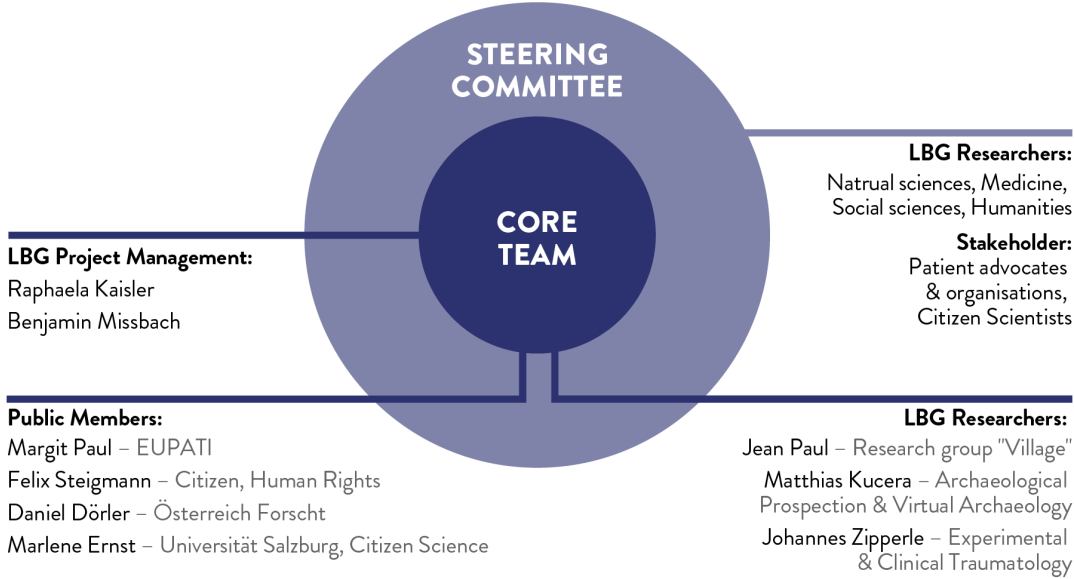 STEERING
COMMITTEE
CORE
TEAM
LBG Researchers:
Natrual sciences, Medicine,
Social sciences, Humanities
Stakeholder:
Patient advocates
& organisations,
Citizen Scientists
LBG Project Management:
Raphaela Kaisler
Benjamin Missbach
Public Members:
Margit Paul – EUPATI
Felix Steigmann – Citizen, Human Rights
Daniel Dörler – Österreich Forscht
Marlene Ernst – Universität Salzburg, Citizen Science
LBG Researchers:
Jean Paul – Research group "Village"
Matthias Kucera – Archaeological
Prospection & Virtual Archaeology
Johannes Zipperle – Experimental
& Clinical Traumatology